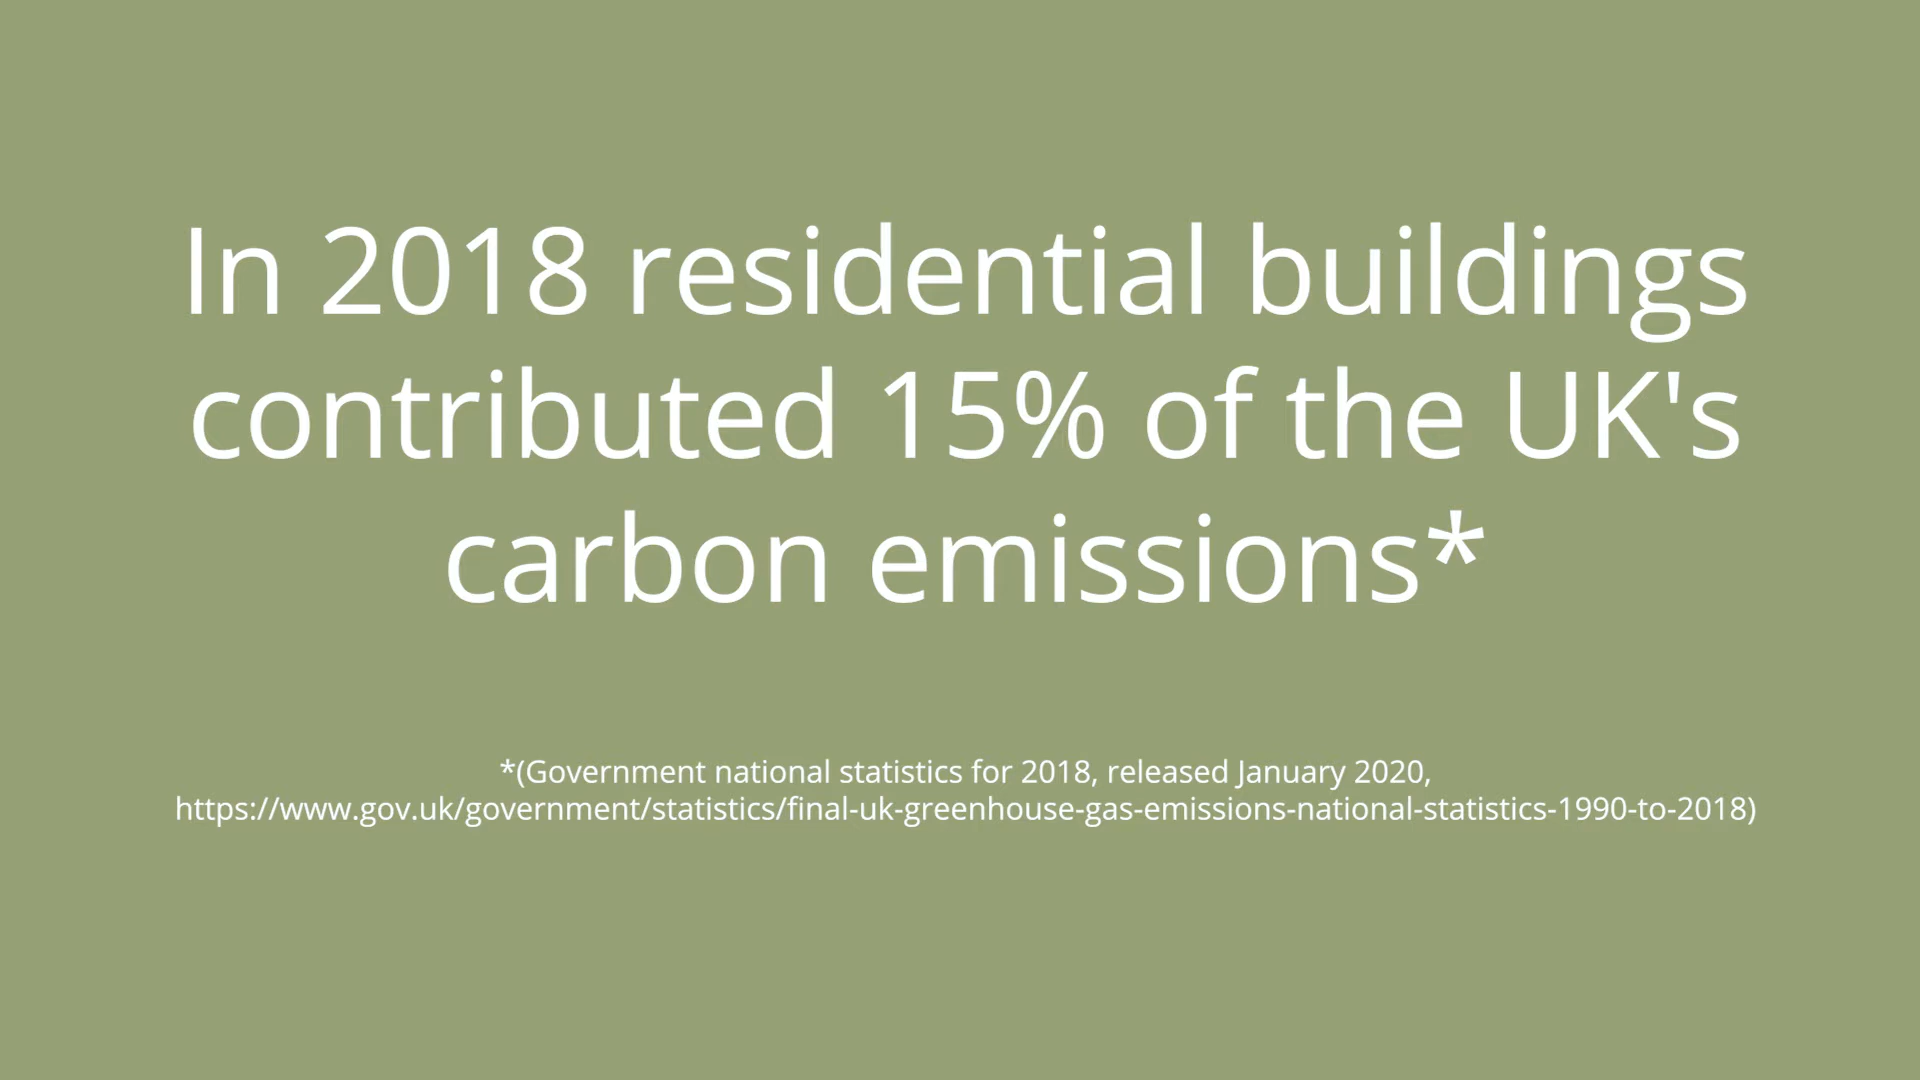 In 2018 residential buildings
contributed 15% of the UK's
carbon emissions*
*(Government national statistics for 2018, released January 2020,
https://www.gov.uk/government/statistics/final-uk-greenhouse-gas-emissions-national-statistics-1990-to-2018)